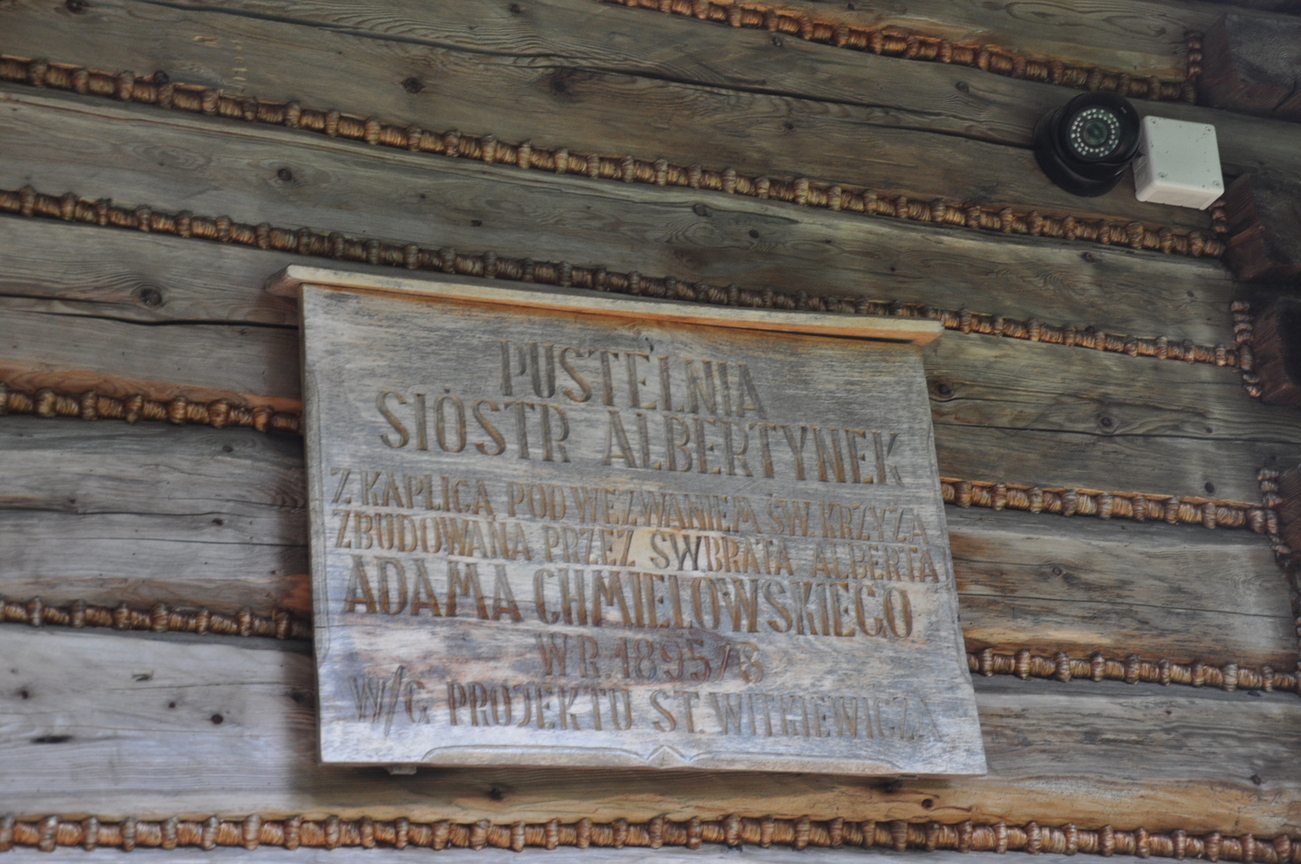 PUSTELNIA
SIÓSTR ALBERTYNEK
Z KAPLICĄ POD WEZWANIEM ŚW. KRZYŻA
ZBUDOWANA PRZEZ ŚW BRATA ALBERTA
ADAMA CHMIELOWSKIEGO
W R 1895/8
W/G PROJEKTU ST WITKIEWICZA